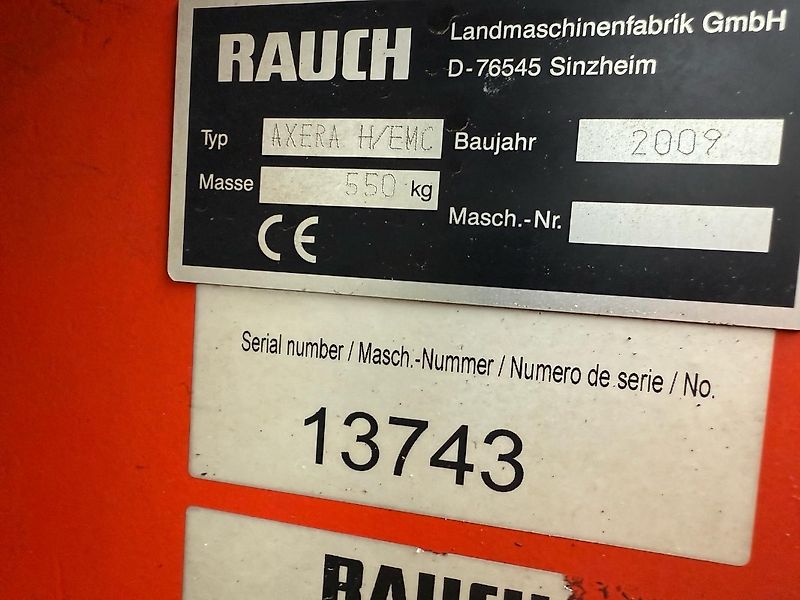 RAUCH
Landmaschinenfabrik GmbH
D-76545 Sinzheim
Typ AXERA H/EMC
Baujahr 2009
Masse 550 kg
Masch.-Nr.
CE
Serial number / Masch.-Nummer / Numero de serie / No.
13743
RAUCH